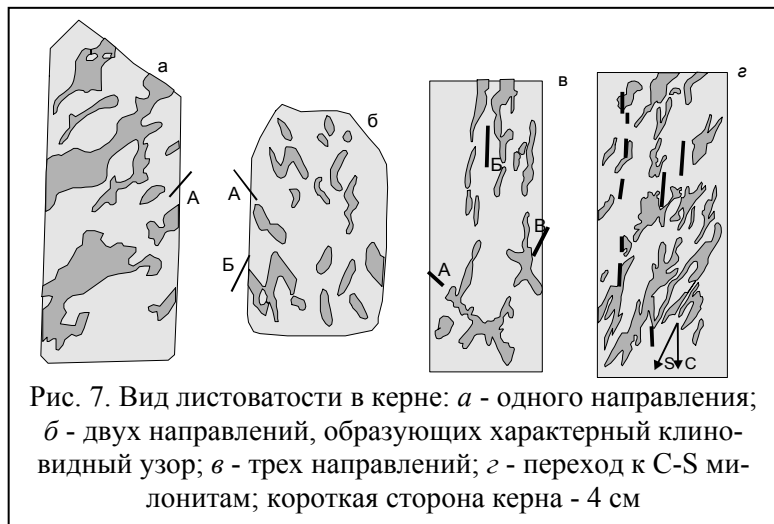 а
б
в
г
А
А
Б
Б
В
А
S C
Рис. 7. Вид листоватости в керне: а - одного направления;
б - двух направлений, образующих характерный клино-
видный узор; в - трех направлений; г - переход к C-S ми-
лонитам; короткая сторона керна - 4 см